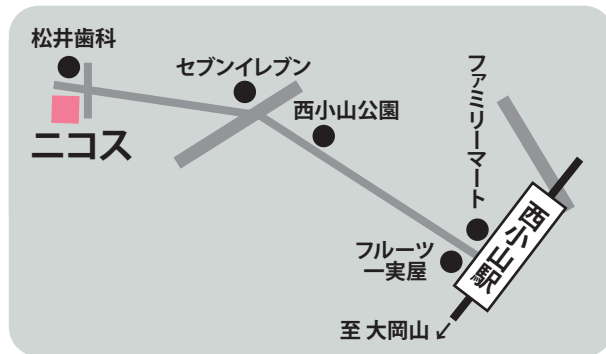 松井歯科
ニコス
セブンイレブン
西小山公園
ファミリーマート
フルーツ
一実屋
西小山駅
至 大岡山↙